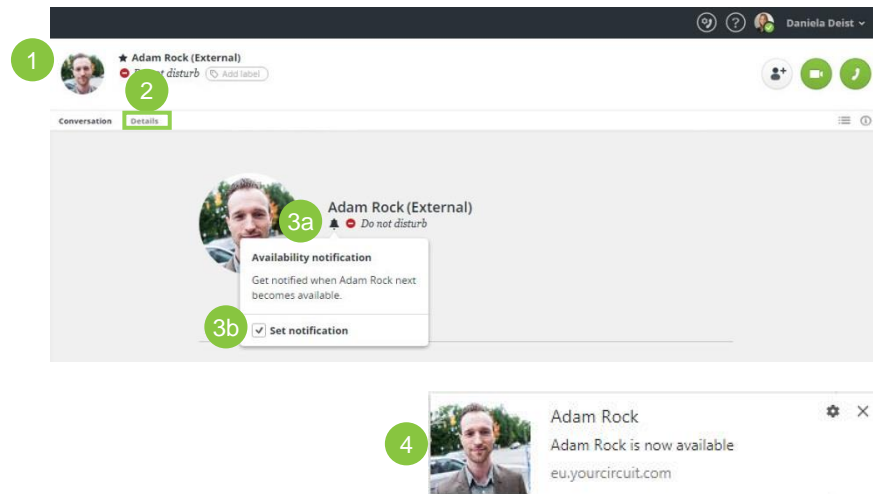 Daniela Deist
1
Adam Rock (External)
disturb Add label
2
Conversation Details
Adam Rock (External)
3a
Do not disturb
Availability notification
Get notified when Adam Rock next
becomes available.
3b
Set notification
Adam Rock
4
Adam Rock is now available
eu.yourcircuit.com